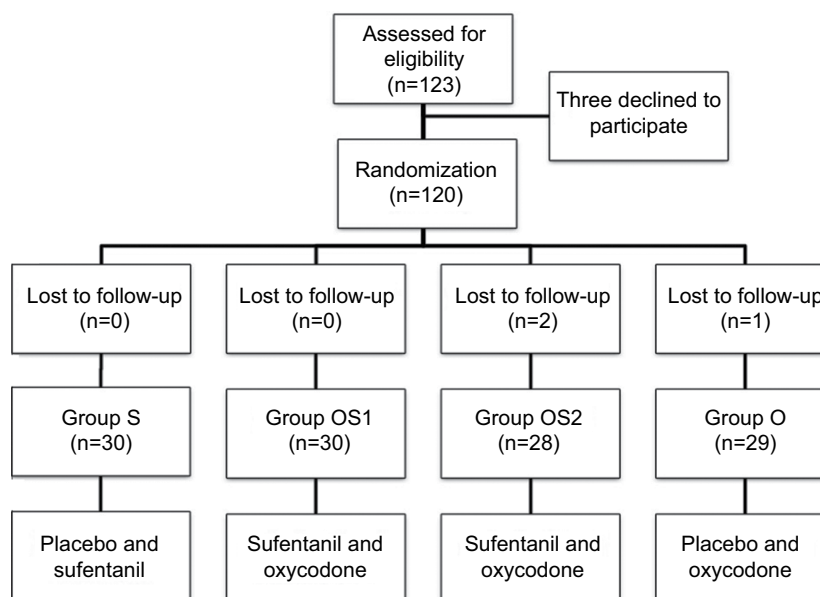 Assessed for
eligibility
(n=123)
Three declined to
participate
Randomization
(n=120)
Lost to follow-up
(n=0)
Lost to follow-up
(n=0)
Lost to follow-up
(n=2)
Lost to follow-up
(n=1)
Group S
(n=30)
Group OS1
(n=30)
Group OS2
(n=28)
Group O
(n=29)
Placebo and
sufentanil
Sufentanil and
oxycodone
Sufentanil and
oxycodone
Placebo and
oxycodone